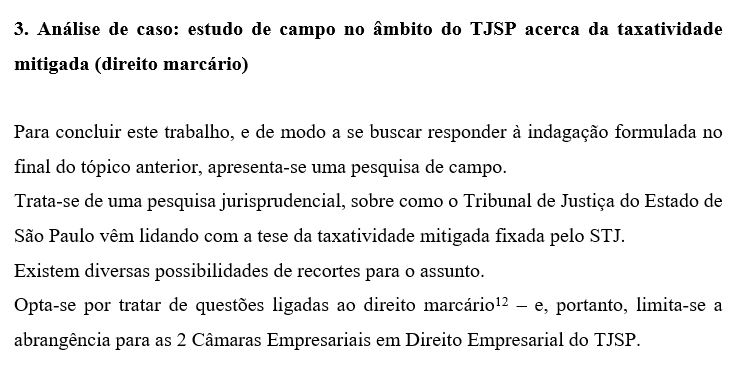 3. Análise de caso: estudo de campo no âmbito do TJSP acerca da taxatividade
mitigada (direito marcário)
Para concluir este trabalho, e de modo a se buscar responder à indagação formulada no
final do tópico anterior, apresenta-se uma pesquisa de campo.
Trata-se de uma pesquisa jurisprudencial, sobre como o Tribunal de Justiça do Estado de
São Paulo vêm lidando com a tese da taxatividade mitigada fixada pelo STJ.
Existem diversas possibilidades de recortes para o assunto.
Opta-se por tratar de questões ligadas ao direito marcário¹² – e, portanto, limita-se a
abrangência para as 2 Câmaras Empresariais em Direito Empresarial do TJSP.